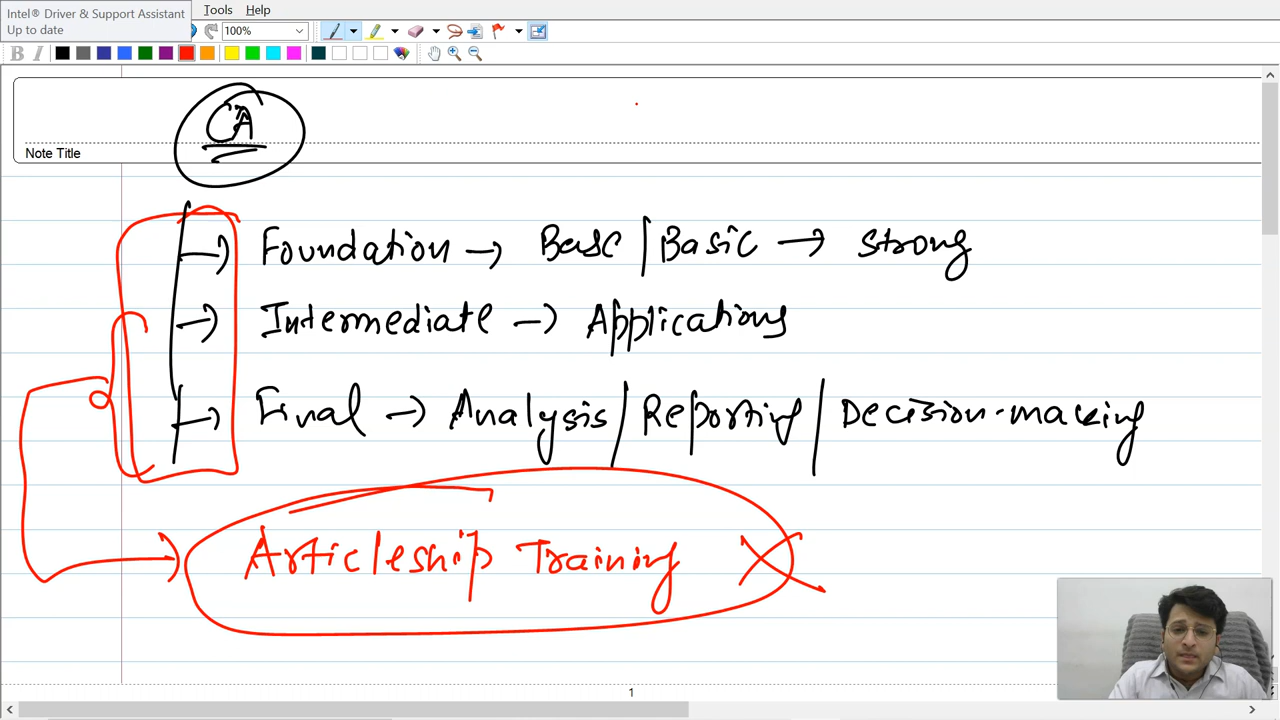 Intel® Driver & Support Assistant
Up to date
Tools Help
100%
B I
CA
Note Title
Foundation → Base | Basic → Strong
Intermediate → Applications
Final → Analysis | Reporting | Decision-making
Articleship Training
1